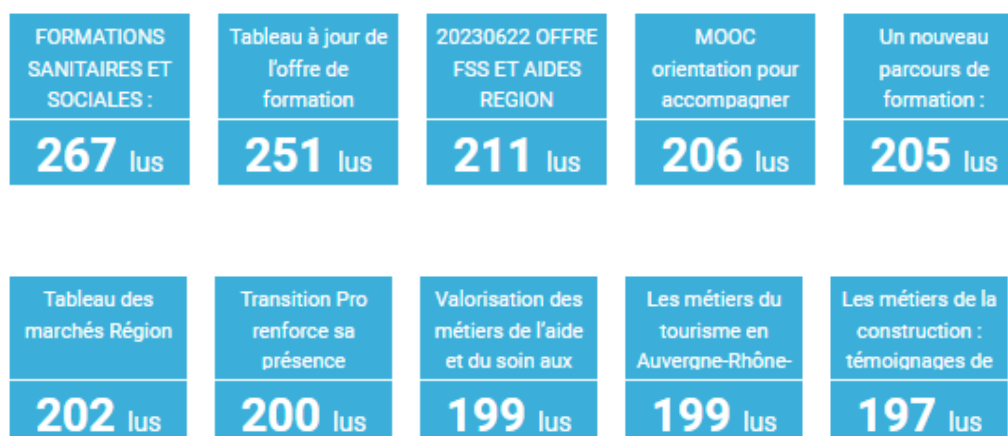 FORMATIONS
SANITAIRES ET
SOCIALES :
267 lus
Tableau à jour de
l'offre de
formation
251 lus
20230622 OFFRE
FSS ET AIDES
REGION
211 lus
MOOC
orientation pour
accompagner
206 lus
Un nouveau
parcours de
formation :
205 lus
Tableau des
marchés Région
202 lus
Transition Pro
renforce sa
présence
200 lus
Valorisation des
métiers de l'aide
et du soin aux
199 lus
Les métiers du
tourisme en
Auvergne-Rhône-
199 lus
Les métiers de la
construction :
témoignages de
197 lus